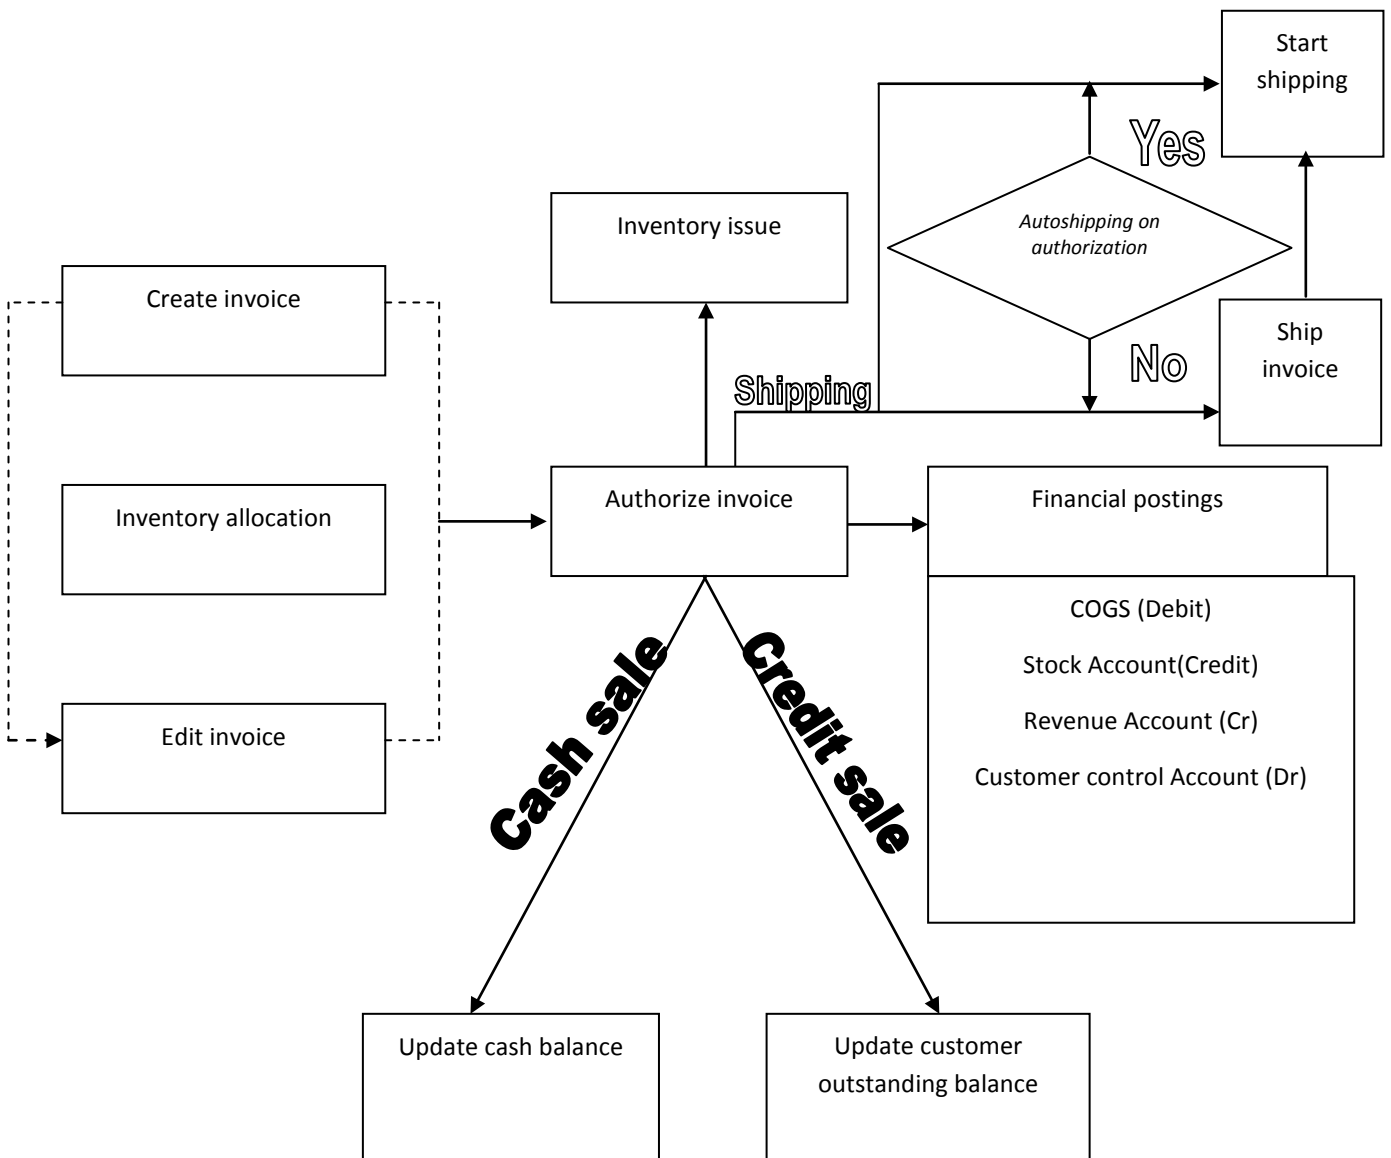 Start
shipping
Yes
Autoshipping on
authorization
Inventory issue
Create invoice
Ship
invoice
No
Shipping
Authorize invoice
Financial postings
Inventory allocation
COGS (Debit)
Stock Account(Credit)
Revenue Account (Cr)
Customer control Account (Dr)
Edit invoice
Cash sale
Credit sale
Update cash balance
Update customer
outstanding balance